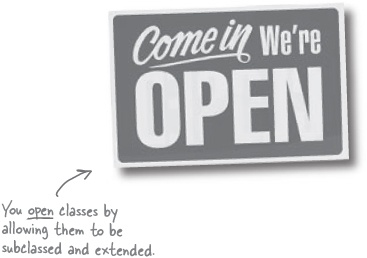 Come in We're
OPEN
You open classes by
allowing them to be
subclassed and extended.